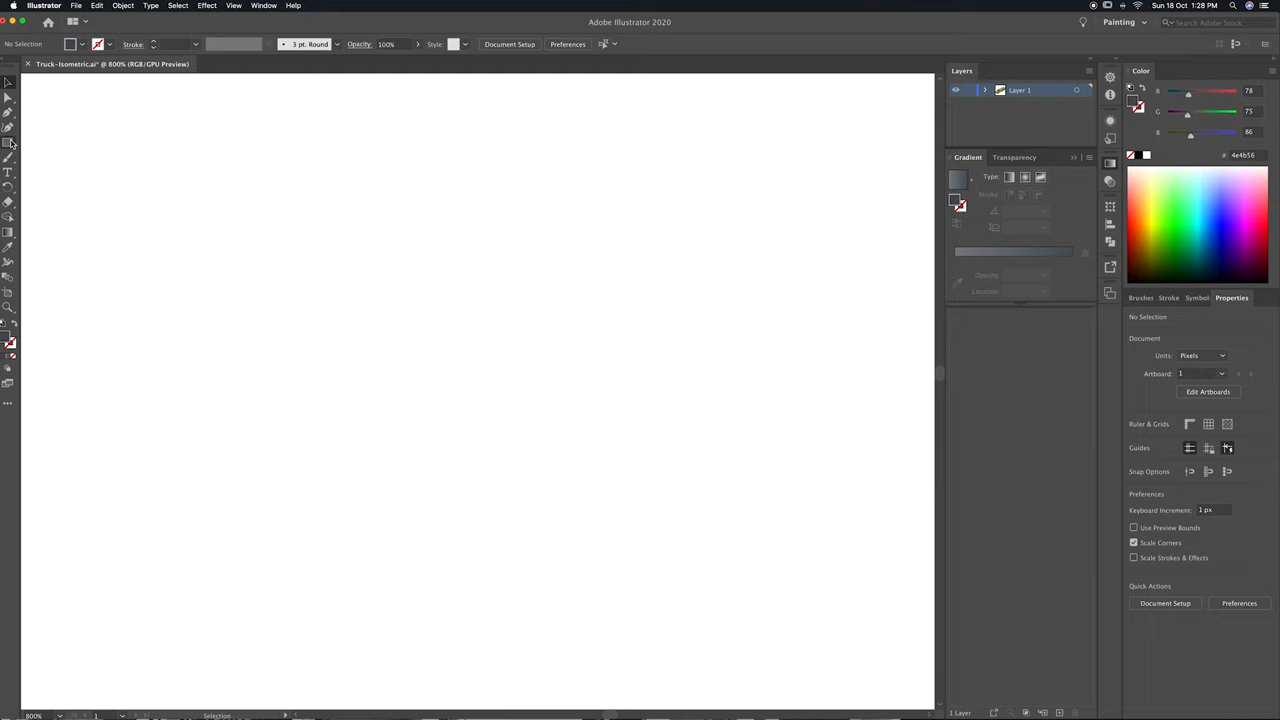 Illustrator File Edit Object Type Select Effect View Window Help Sun 18 Oct 1:28 PM
Adobe Illustrator 2020 Painting Search Adobe Stock
No Selection Stroke: 3 pt. Round Opacity: 100% Style: Document Setup Preferences
Truck-Isometric.ai* @ 800% (RGB/GPU Preview)
Layers
Layer 1
Gradient Transparency
Type:
Stroke:
Opacity
Location:
1 Layer
Color
R 78
G 75
B 86
# 4e4b56
Brushes Stroke Symbol Properties
No Selection
Document
Units: Pixels
Artboard: 1
Edit Artboards
Ruler & Grids
Guides
Snap Options
Preferences
Keyboard Increment: 1 px
Use Preview Bounds
Scale Corners
Scale Strokes & Effects
Quick Actions
Document Setup Preferences
800% 1 Selection